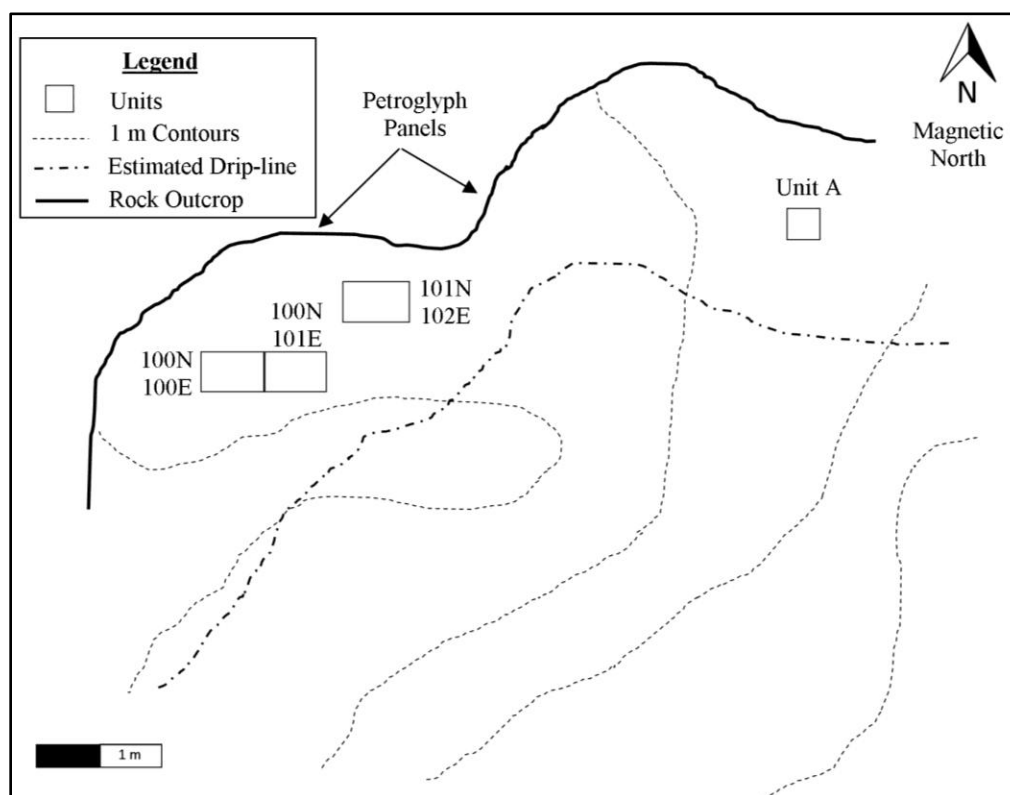 Legend
Units
1 m Contours
Estimated Drip-line
Rock Outcrop
Petroglyph
Panels
N
Magnetic
North
Unit A
101N
102E
100N
101E
100N
100E
1 m